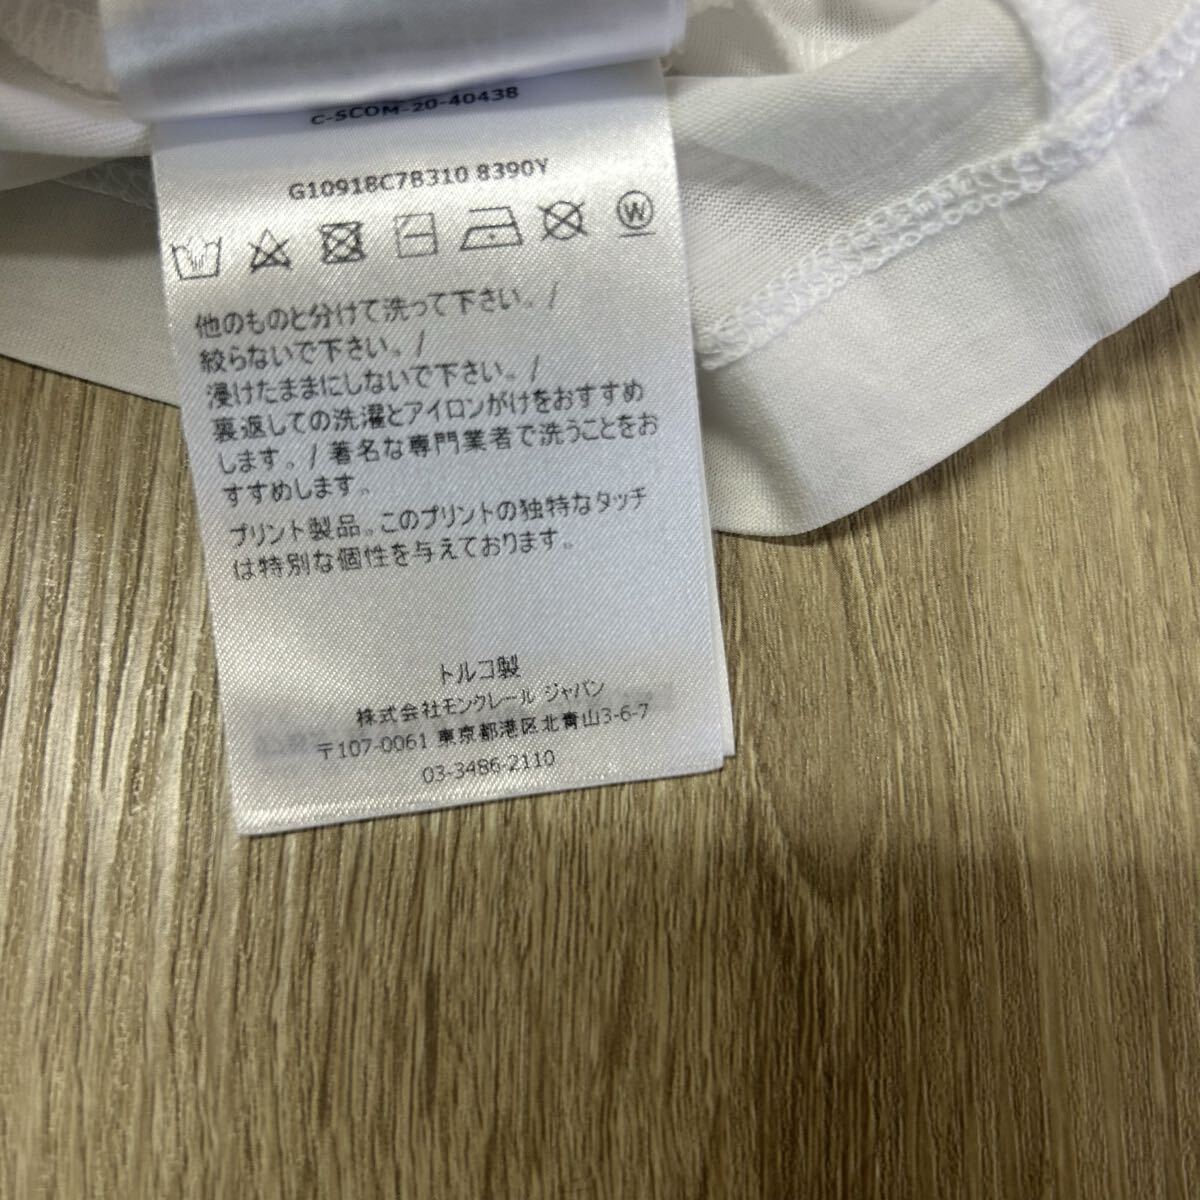 C-SCOM-20-40438
G10918C78310 8390Y
W
他のものと分けて洗って下さい。/
絞らないで下さい。/
浸けたままにしないで下さい。/
裏返しての洗濯とアイロンがけをおすすめ
します。/ 著名な専門業者で洗うことをお
すすめします。
プリント製品。このプリントの独特なタッチ
は特別な個性を与えております。
トルコ製
株式会社モンクレール ジャパン
〒107-0061 東京都港区北青山3-6-7
03-3486-2110